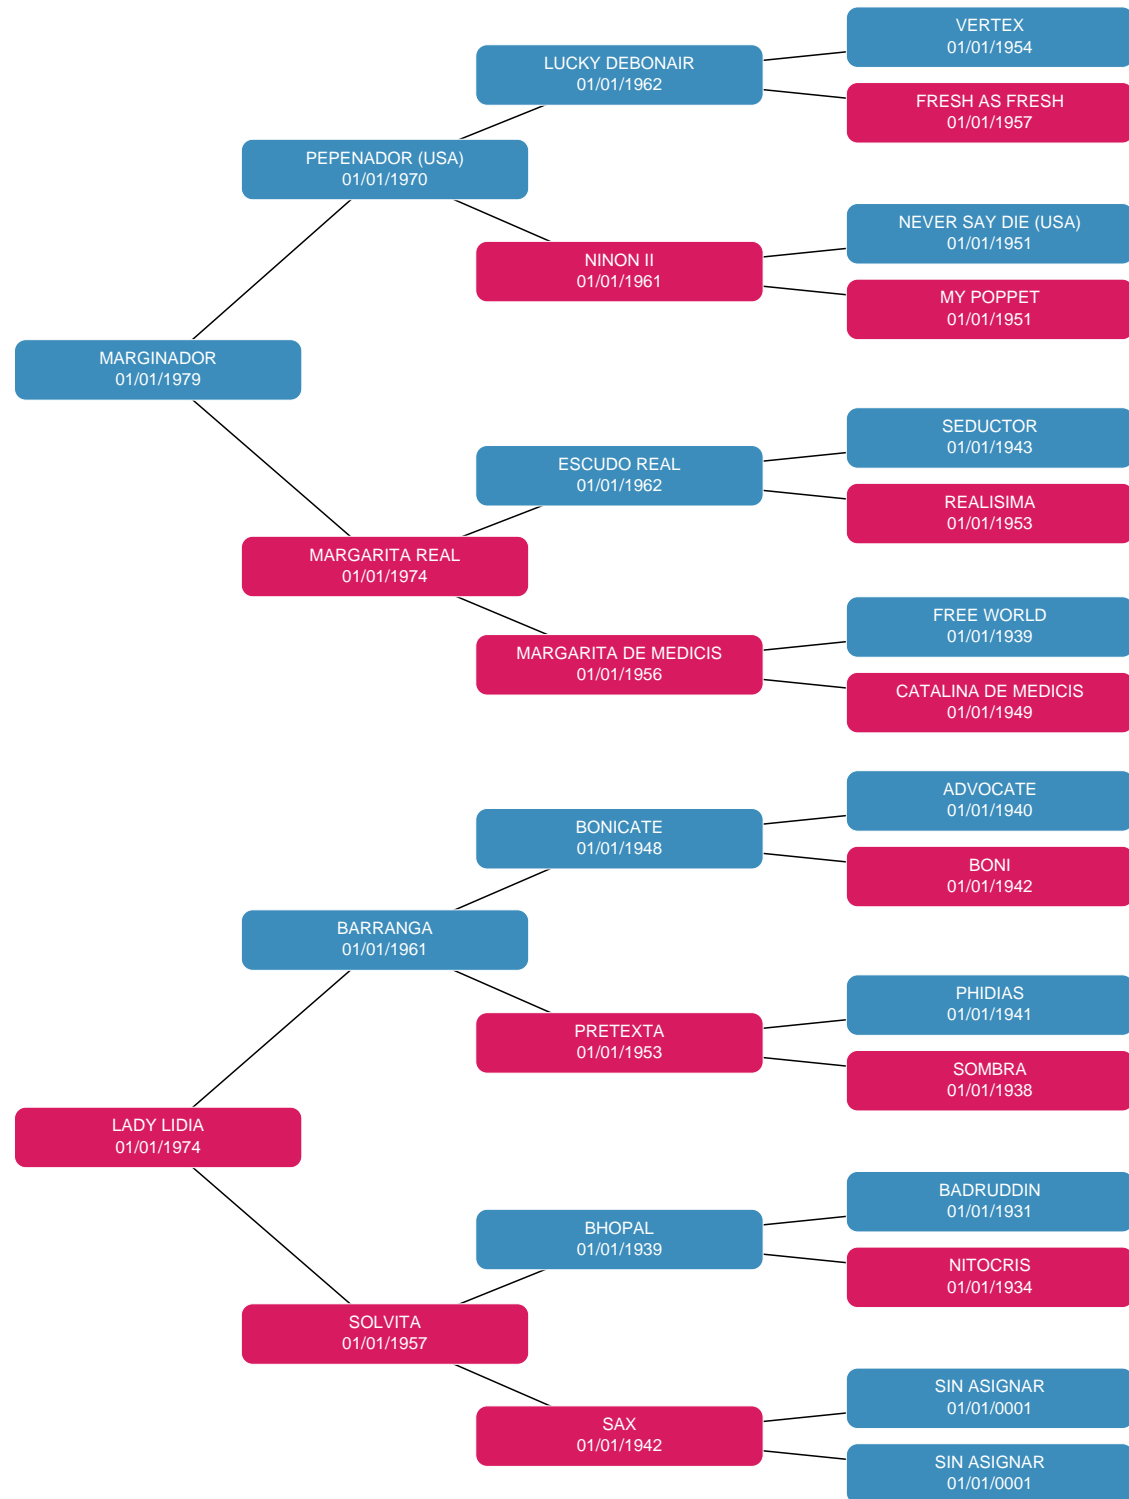 VERTEX
01/01/1954
LUCKY DEBONAIR
01/01/1962
FRESH AS FRESH
01/01/1957
PEPENADOR (USA)
01/01/1970
NEVER SAY DIE (USA)
01/01/1951
NINON II
01/01/1961
MY POPPET
01/01/1951
MARGINADOR
01/01/1979
SEDUCTOR
01/01/1943
ESCUDO REAL
01/01/1962
REALISIMA
01/01/1953
MARGARITA REAL
01/01/1974
FREE WORLD
01/01/1939
MARGARITA DE MEDICIS
01/01/1956
CATALINA DE MEDICIS
01/01/1949
ADVOCATE
01/01/1940
BONICATE
01/01/1948
BONI
01/01/1942
BARRANGA
01/01/1961
PHIDIAS
01/01/1941
PRETEXTA
01/01/1953
SOMBRA
01/01/1938
LADY LIDIA
01/01/1974
BADRUDDIN
01/01/1931
BHOPAL
01/01/1939
NITOCRIS
01/01/1934
SOLVITA
01/01/1957
SIN ASIGNAR
01/01/0001
SAX
01/01/1942
SIN ASIGNAR
01/01/0001